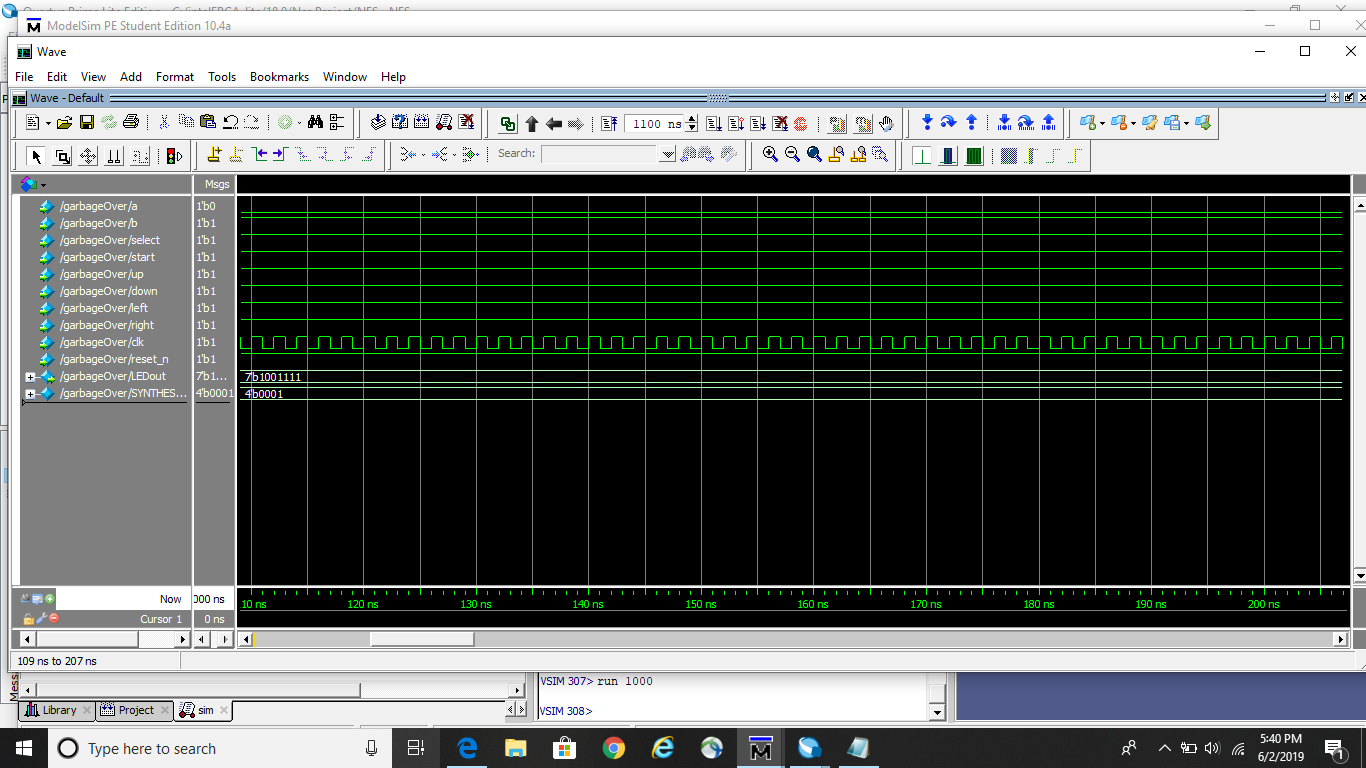 ModelSim PE Student Edition 10.4a
Wave
File Edit View Add Format Tools Bookmarks Window Help
Wave - Default
1100 ns
Search:
Msgs
/garbageOver/a 1'b0
/garbageOver/b 1'b1
/garbageOver/select 1'b1
/garbageOver/start 1'b1
/garbageOver/up 1'b1
/garbageOver/down 1'b1
/garbageOver/left 1'b1
/garbageOver/right 1'b1
/garbageOver/clk 1'b1
/garbageOver/reset_n 1'b1
/garbageOver/LEDout 7'b1... 7'b1001111
/garbageOver/SYNTHES... 4'b0001 4'b0001
Now 000 ns
10 ns 120 ns 130 ns 140 ns 150 ns 160 ns 170 ns 180 ns 190 ns 200 ns
Cursor 1 0 ns
109 ns to 207 ns
VSIM 307> run 1000
VSIM 308>
Library Project sim
Type here to search
5:40 PM
6/2/2019
1